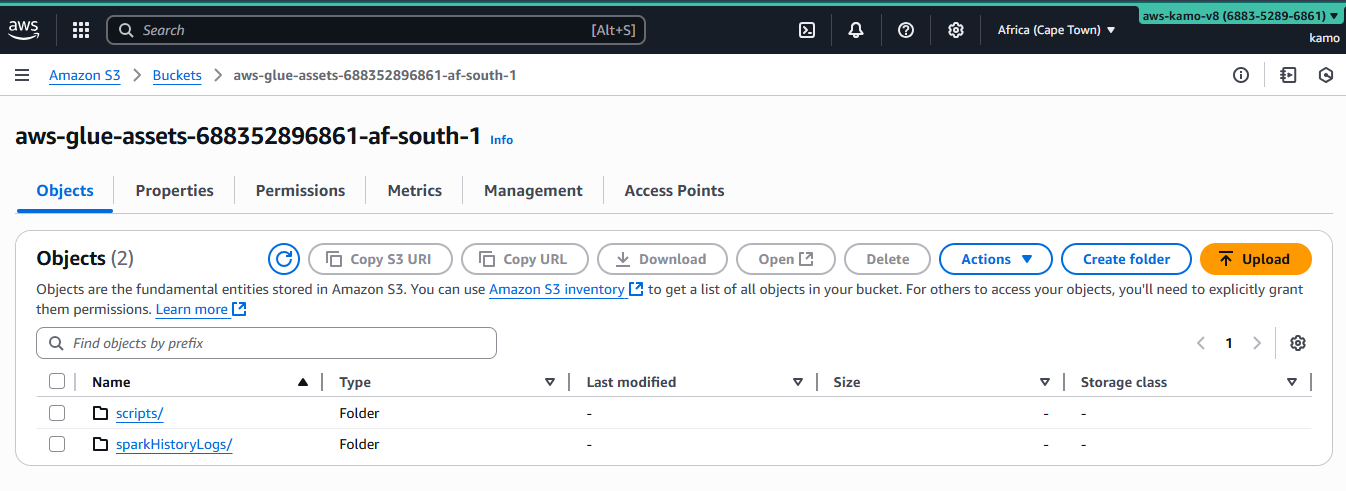 aws
Search [Alt+S]
Africa (Cape Town)
aws-kamo-v8 (6883-5289-6861)
kamo
Amazon S3 > Buckets > aws-glue-assets-688352896861-af-south-1
aws-glue-assets-688352896861-af-south-1 Info
Objects Properties Permissions Metrics Management Access Points
Objects (2) Copy S3 URI Copy URL Download Open Delete Actions Create folder Upload
Objects are the fundamental entities stored in Amazon S3. You can use Amazon S3 inventory to get a list of all objects in your bucket. For others to access your objects, you'll need to explicitly grant
them permissions. Learn more
Find objects by prefix 1
Name Type Last modified Size Storage class
scripts/ Folder - - -
sparkHistoryLogs/ Folder - - -